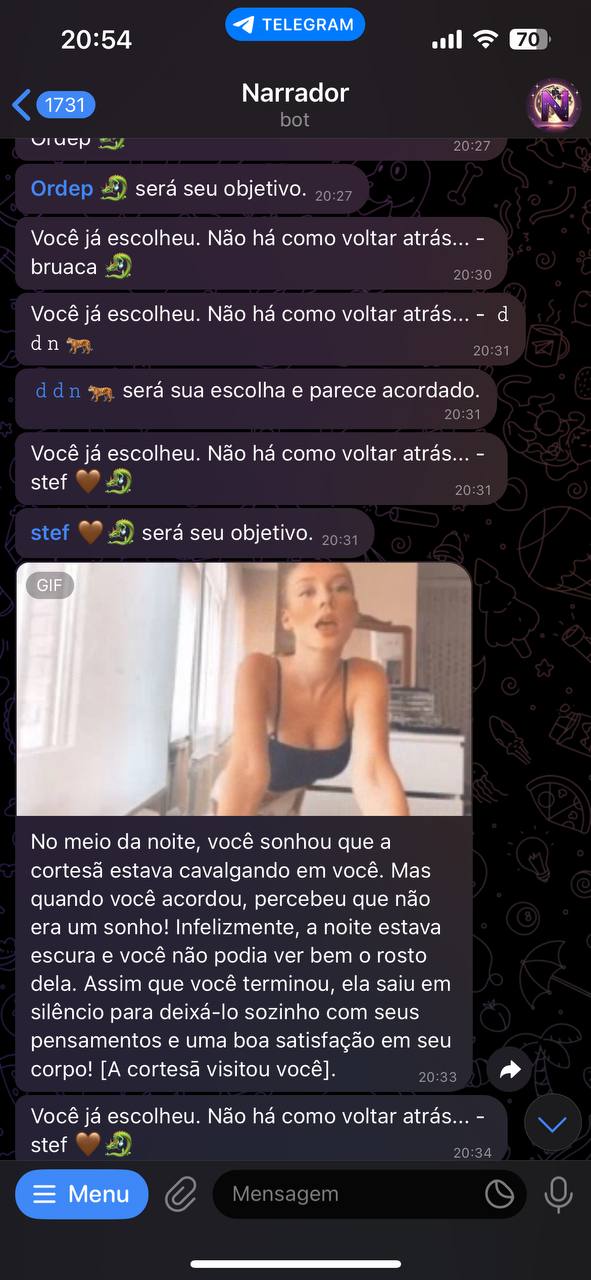 20:54
TELEGRAM
70
1731
Narrador
bot
Ordep 🐉
20:27
Ordep 🐉 será seu objetivo. 20:27
Você já escolheu. Não há como voltar atrás... -
bruaca 🐉
20:30
Você já escolheu. Não há como voltar atrás... - d
d n 🐅
20:31
d d n 🐅 será sua escolha e parece acordado.
20:31
Você já escolheu. Não há como voltar atrás... -
stef 🤎🐉
20:31
stef 🤎🐉 será seu objetivo. 20:31
GIF
No meio da noite, você sonhou que a
cortesã estava cavalgando em você. Mas
quando você acordou, percebeu que não
era um sonho! Infelizmente, a noite estava
escura e você não podia ver bem o rosto
dela. Assim que você terminou, ela saiu em
silêncio para deixá-lo sozinho com seus
pensamentos e uma boa satisfação em seu
corpo! [A cortesã visitou você].
20:33
Você já escolheu. Não há como voltar atrás... -
stef 🤎🐉
20:34
Menu
Mensagem